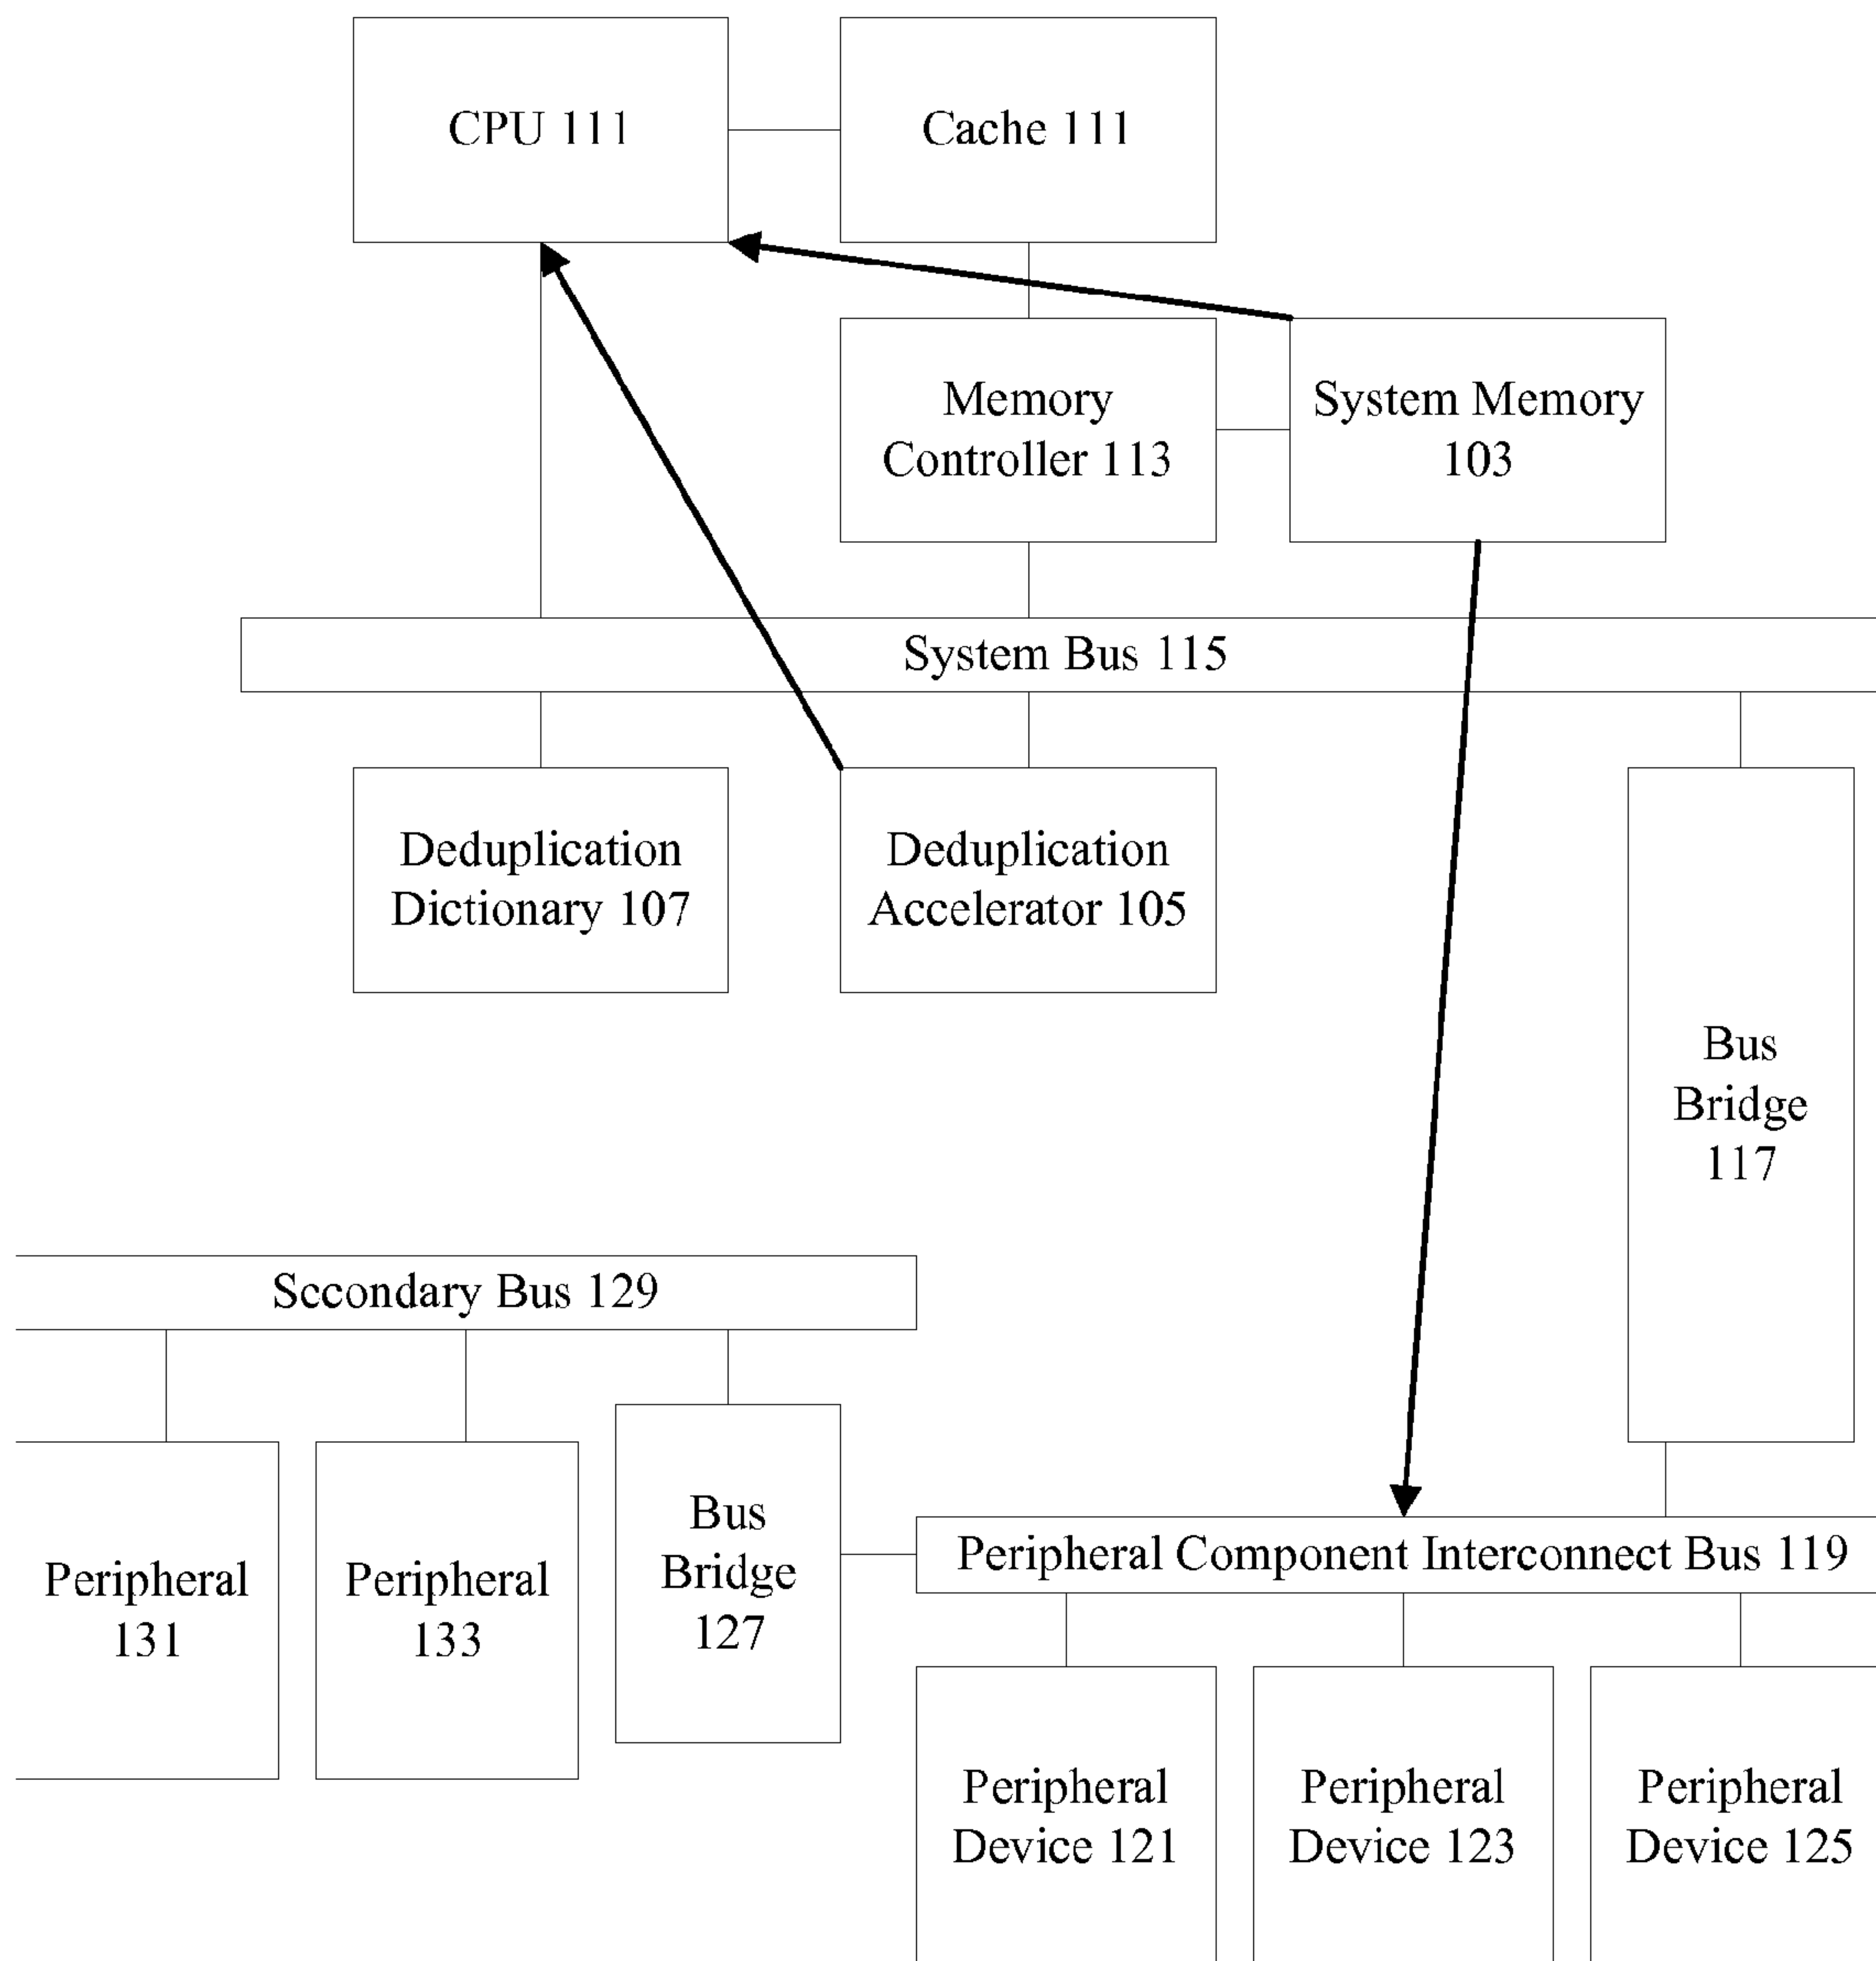 CPU 111
Cache 111
Memory
Controller 113
System Memory
103
System Bus 115
Deduplication
Dictionary 107
Deduplication
Accelerator 105
Bus
Bridge
117
Secondary Bus 129
Peripheral
131
Peripheral
133
Bus
Bridge
127
Peripheral Component Interconnect Bus 119
Peripheral
Device 121
Peripheral
Device 123
Peripheral
Device 125